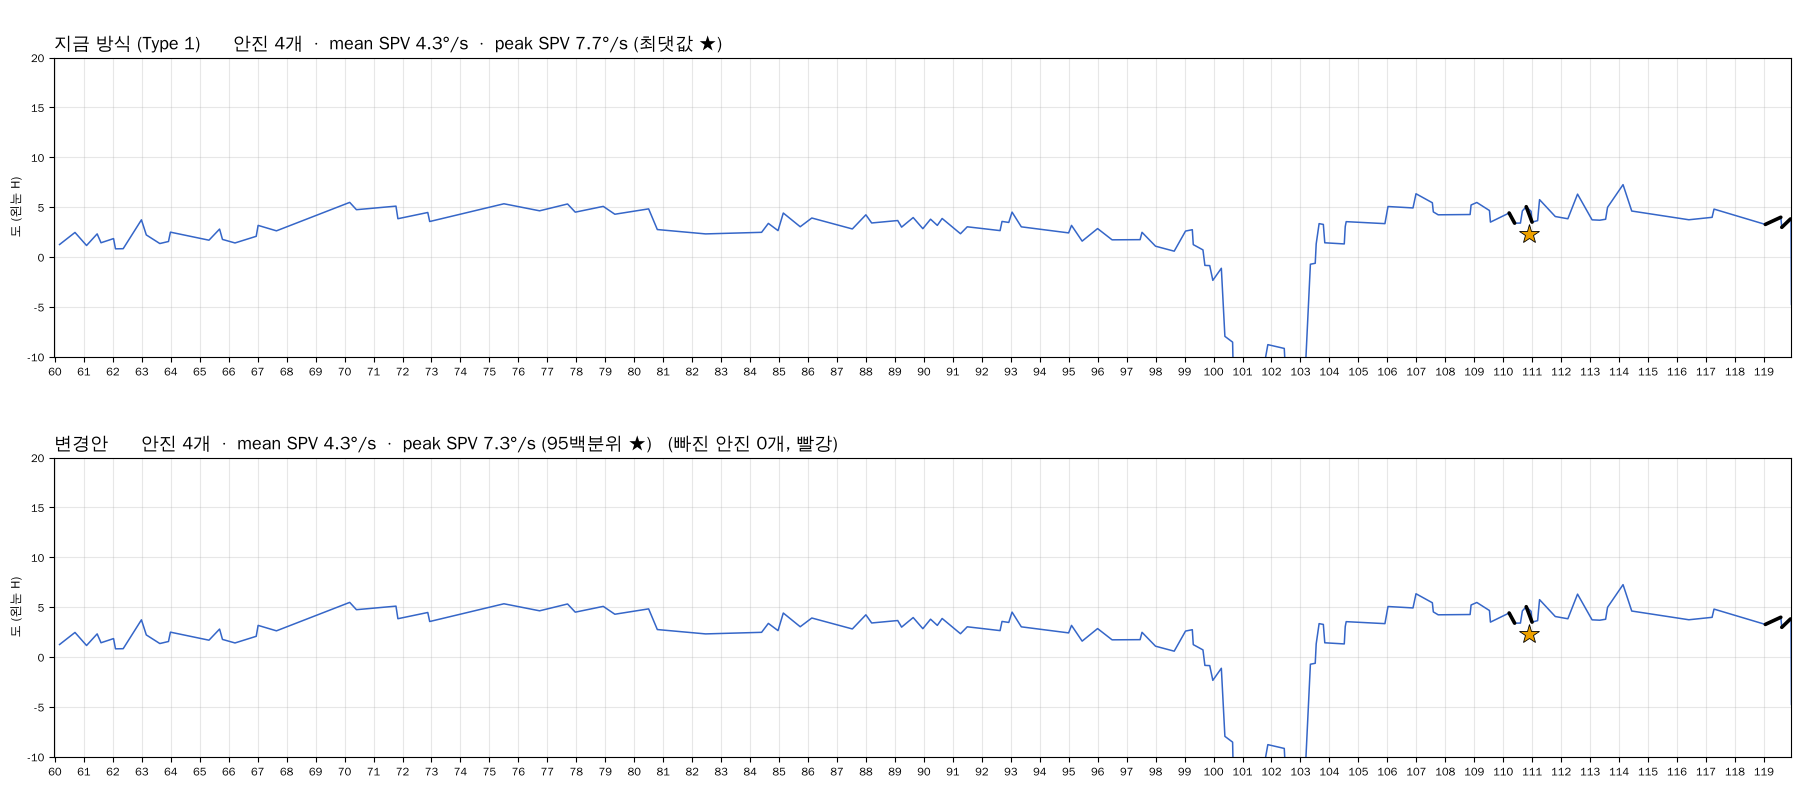 지금 방식 (Type 1) 안진 4개 · mean SPV 4.3°/s · peak SPV 7.7°/s (최댓값 ★)
20
15
10
5
0
-5
-10
도 (왼눈 H)
60 61 62 63 64 65 66 67 68 69 70 71 72 73 74 75 76 77 78 79 80 81 82 83 84 85 86 87 88 89 90 91 92 93 94 95 96 97 98 99 100 101 102 103 104 105 106 107 108 109 110 111 112 113 114 115 116 117 118 119
변경안 안진 4개 · mean SPV 4.3°/s · peak SPV 7.3°/s (95백분위 ★) (빠진 안진 0개, 빨강)
20
15
10
5
0
-5
-10
도 (왼눈 H)
60 61 62 63 64 65 66 67 68 69 70 71 72 73 74 75 76 77 78 79 80 81 82 83 84 85 86 87 88 89 90 91 92 93 94 95 96 97 98 99 100 101 102 103 104 105 106 107 108 109 110 111 112 113 114 115 116 117 118 119